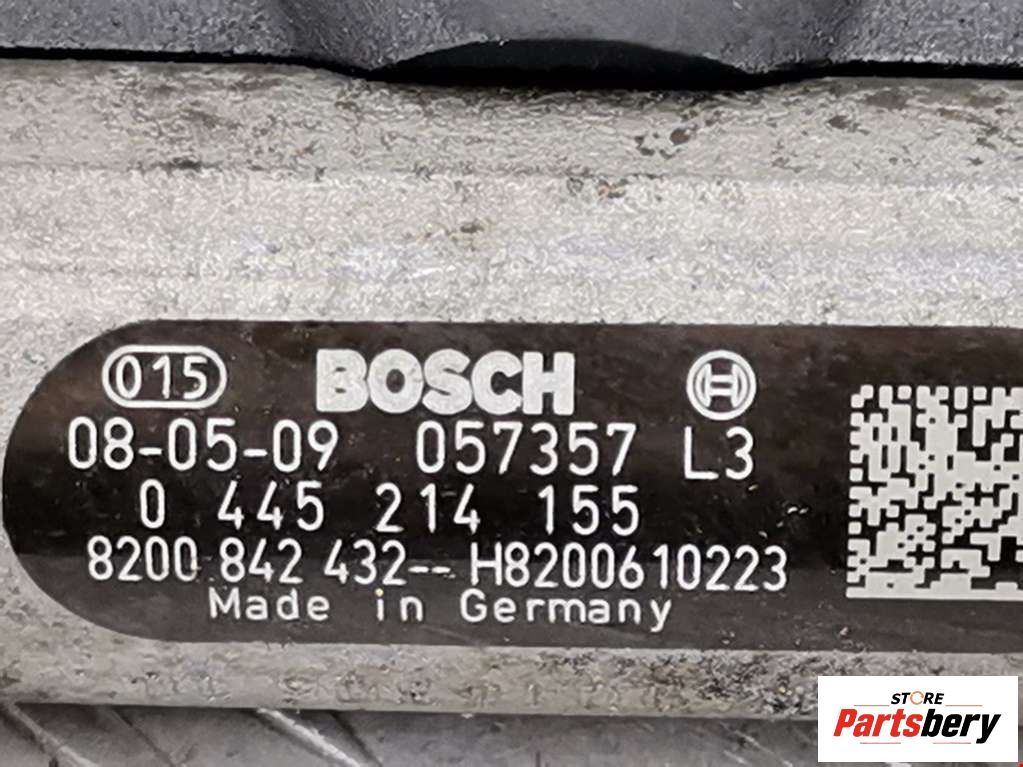 015 BOSCH H
08-05-09 057357 L3
0 445 214 155
8200 842 432-- H8200610223
Made in Germany
STORE
Partsbery